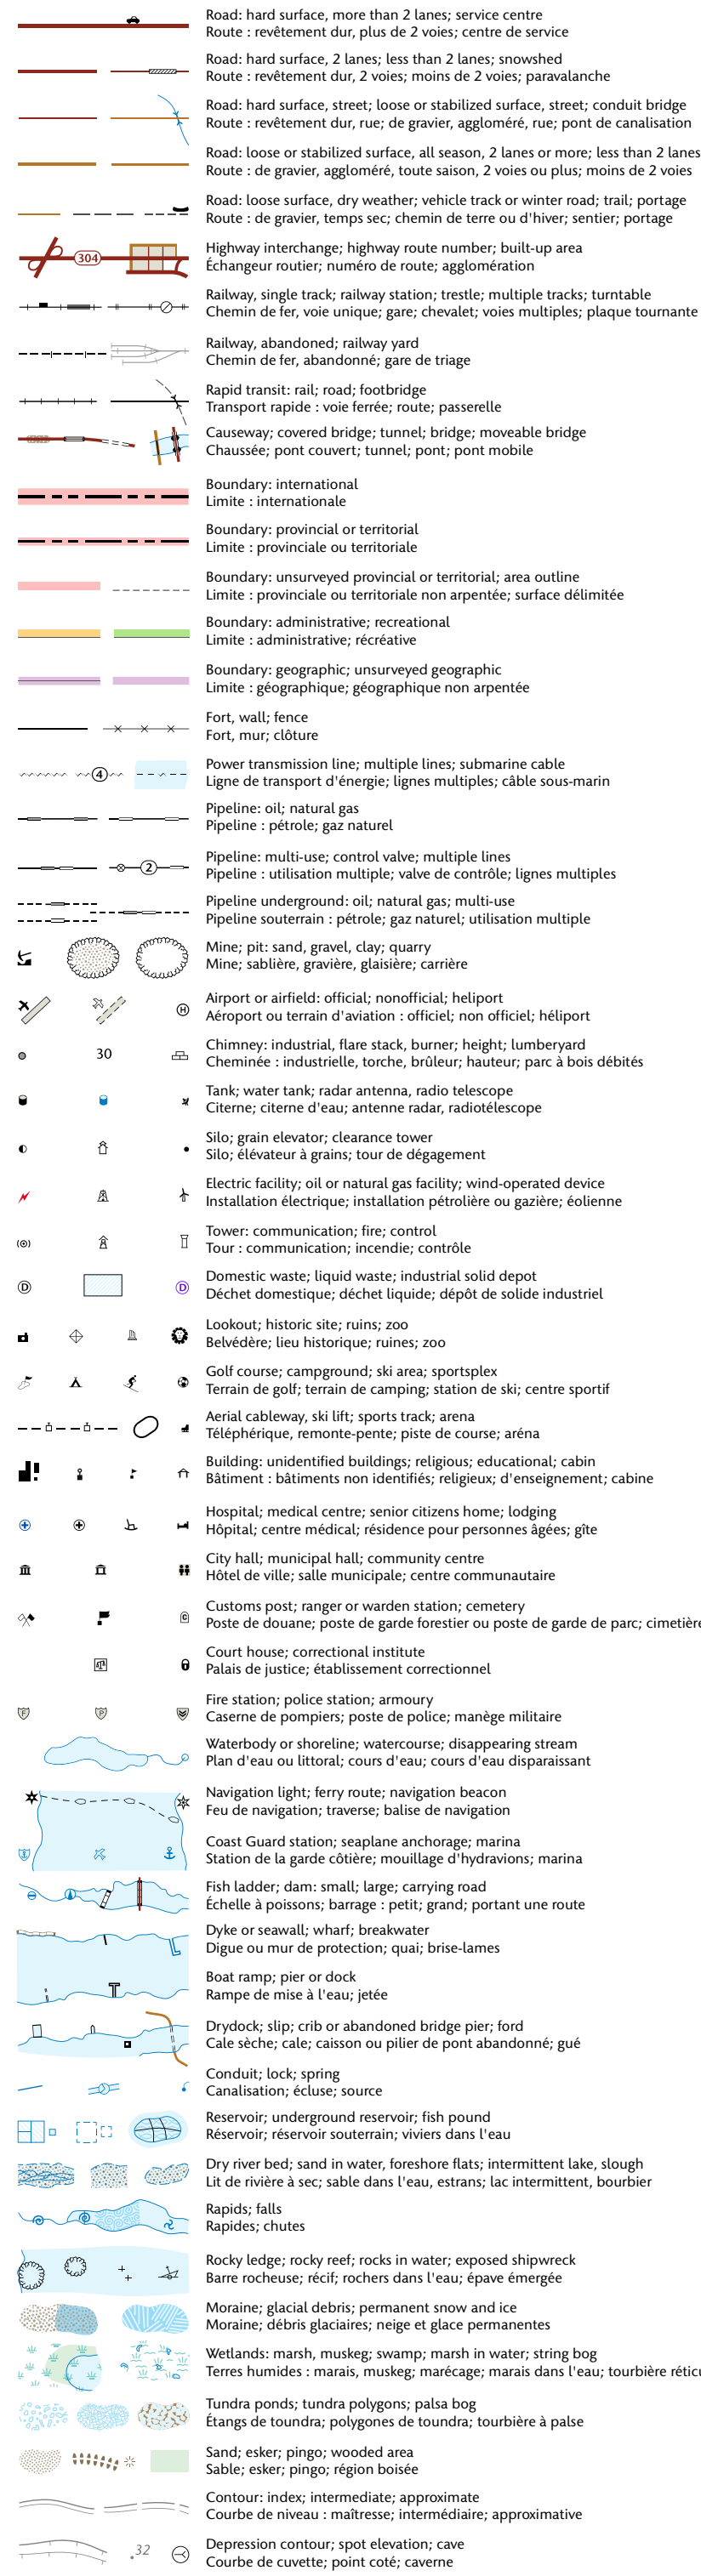 Road: hard surface, more than 2 lanes; service centre
Route : revêtement dur, plus de 2 voies; centre de service
Road: hard surface, 2 lanes; less than 2 lanes; snowshed
Route : revêtement dur, 2 voies; moins de 2 voies; paravalanche
Road: hard surface, street; loose or stabilized surface, street; conduit bridge
Route : revêtement dur, rue; de gravier, aggloméré, rue; pont de canalisation
Road: loose or stabilized surface, all season, 2 lanes or more; less than 2 lanes
Route : de gravier, aggloméré, toute saison, 2 voies ou plus; moins de 2 voies
Road: loose surface, dry weather; vehicle track or winter road; trail; portage
Route : de gravier, temps sec; chemin de terre ou d'hiver; sentier; portage
304
Highway interchange; highway route number; built-up area
Échangeur routier; numéro de route; agglomération
Railway, single track; railway station; trestle; multiple tracks; turntable
Chemin de fer, voie unique; gare; chevalet; voies multiples; plaque tournante
Railway, abandoned; railway yard
Chemin de fer, abandonné; gare de triage
Rapid transit: rail; road; footbridge
Transport rapide : voie ferrée; route; passerelle
Causeway; covered bridge; tunnel; bridge; moveable bridge
Chaussée; pont couvert; tunnel; pont; pont mobile
Boundary: international
Limite : internationale
Boundary: provincial or territorial
Limite : provinciale ou territoriale
Boundary: unsurveyed provincial or territorial; area outline
Limite : provinciale ou territoriale non arpentée; surface délimitée
Boundary: administrative; recreational
Limite : administrative; récréative
Boundary: geographic; unsurveyed geographic
Limite : géographique; géographique non arpentée
Fort, wall; fence
Fort, mur; clôture
4
Power transmission line; multiple lines; submarine cable
Ligne de transport d'énergie; lignes multiples; câble sous-marin
Pipeline: oil; natural gas
Pipeline : pétrole; gaz naturel
2
Pipeline: multi-use; control valve; multiple lines
Pipeline : utilisation multiple; valve de contrôle; lignes multiples
Pipeline underground: oil; natural gas; multi-use
Pipeline souterrain : pétrole; gaz naturel; utilisation multiple
Mine; pit: sand, gravel, clay; quarry
Mine; sablière, gravière, glaisière; carrière
H
Airport or airfield: official; nonofficial; heliport
Aéroport ou terrain d'aviation : officiel; non officiel; héliport
30
Chimney: industrial, flare stack, burner; height; lumberyard
Cheminée : industrielle, torche, brûleur; hauteur; parc à bois débités
Tank; water tank; radar antenna, radio telescope
Citerne; citerne d'eau; antenne radar, radiotélescope
Silo; grain elevator; clearance tower
Silo; élévateur à grains; tour de dégagement
Electric facility; oil or natural gas facility; wind-operated device
Installation électrique; installation pétrolière ou gazière; éolienne
Tower: communication; fire; control
Tour : communication; incendie; contrôle
D D
Domestic waste; liquid waste; industrial solid depot
Déchet domestique; déchet liquide; dépôt de solide industriel
Lookout; historic site; ruins; zoo
Belvédère; lieu historique; ruines; zoo
Golf course; campground; ski area; sportsplex
Terrain de golf; terrain de camping; station de ski; centre sportif
Aerial cableway, ski lift; sports track; arena
Téléphérique, remonte-pente; piste de course; aréna
Building: unidentified buildings; religious; educational; cabin
Bâtiment : bâtiments non identifiés; religieux; d'enseignement; cabine
Hospital; medical centre; senior citizens home; lodging
Hôpital; centre médical; résidence pour personnes âgées; gîte
City hall; municipal hall; community centre
Hôtel de ville; salle municipale; centre communautaire
C
Customs post; ranger or warden station; cemetery
Poste de douane; poste de garde forestier ou poste de garde de parc; cimetière
Court house; correctional institute
Palais de justice; établissement correctionnel
F P
Fire station; police station; armoury
Caserne de pompiers; poste de police; manège militaire
Waterbody or shoreline; watercourse; disappearing stream
Plan d'eau ou littoral; cours d'eau; cours d'eau disparaissant
Navigation light; ferry route; navigation beacon
Feu de navigation; traverse; balise de navigation
Coast Guard station; seaplane anchorage; marina
Station de la garde côtière; mouillage d'hydravions; marina
Fish ladder; dam: small; large; carrying road
Échelle à poissons; barrage : petit; grand; portant une route
Dyke or seawall; wharf; breakwater
Digue ou mur de protection; quai; brise-lames
Boat ramp; pier or dock
Rampe de mise à l'eau; jetée
Drydock; slip; crib or abandoned bridge pier; ford
Cale sèche; cale; caisson ou pilier de pont abandonné; gué
Conduit; lock; spring
Canalisation; écluse; source
Reservoir; underground reservoir; fish pound
Réservoir; réservoir souterrain; viviers dans l'eau
Dry river bed; sand in water, foreshore flats; intermittent lake, slough
Lit de rivière à sec; sable dans l'eau, estrans; lac intermittent, bourbier
Rapids; falls
Rapides; chutes
Rocky ledge; rocky reef; rocks in water; exposed shipwreck
Barre rocheuse; récif; rochers dans l'eau; épave émergée
Moraine; glacial debris; permanent snow and ice
Moraine; débris glaciaires; neige et glace permanentes
Wetlands: marsh, muskeg; swamp; marsh in water; string bog
Terres humides : marais, muskeg; marécage; marais dans l'eau; tourbière réticu
Tundra ponds; tundra polygons; palsa bog
Étangs de toundra; polygones de toundra; tourbière à palse
Sand; esker; pingo; wooded area
Sable; esker; pingo; région boisée
Contour: index; intermediate; approximate
Courbe de niveau : maîtresse; intermédiaire; approximative
.32
Depression contour; spot elevation; cave
Courbe de cuvette; point coté; caverne